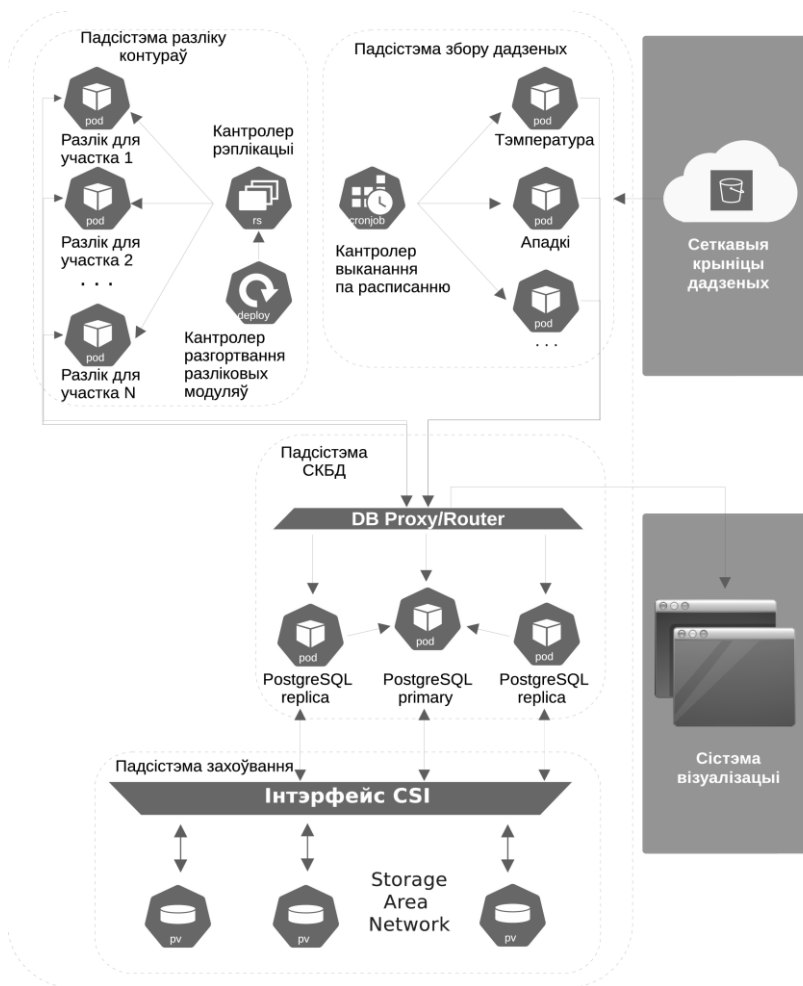 Падсістэма разліку
контураў
pod
Разлік для
участка 1
pod
Разлік для
участка 2
. . .
pod
Разлік для
участка N
Кантролер
рэплікацыі
rs
deploy
Кантролер
разгортвання
разліковых
модуляў
Падсістэма збору дадзеных
cronjob
Кантролер
выканання
па расписанню
pod
Тэмпература
pod
Ападкі
pod
. . .
Сеткавыя
крыніцы
дадзеных
Падсістэма
СКБД
DB Proxy/Router
pod
PostgreSQL
replica
pod
PostgreSQL
primary
pod
PostgreSQL
replica
Сістэма
візуалізацыі
Падсістэма захоўвання
Інтэрфейс CSI
pv
pv
Storage
Area
Network
pv